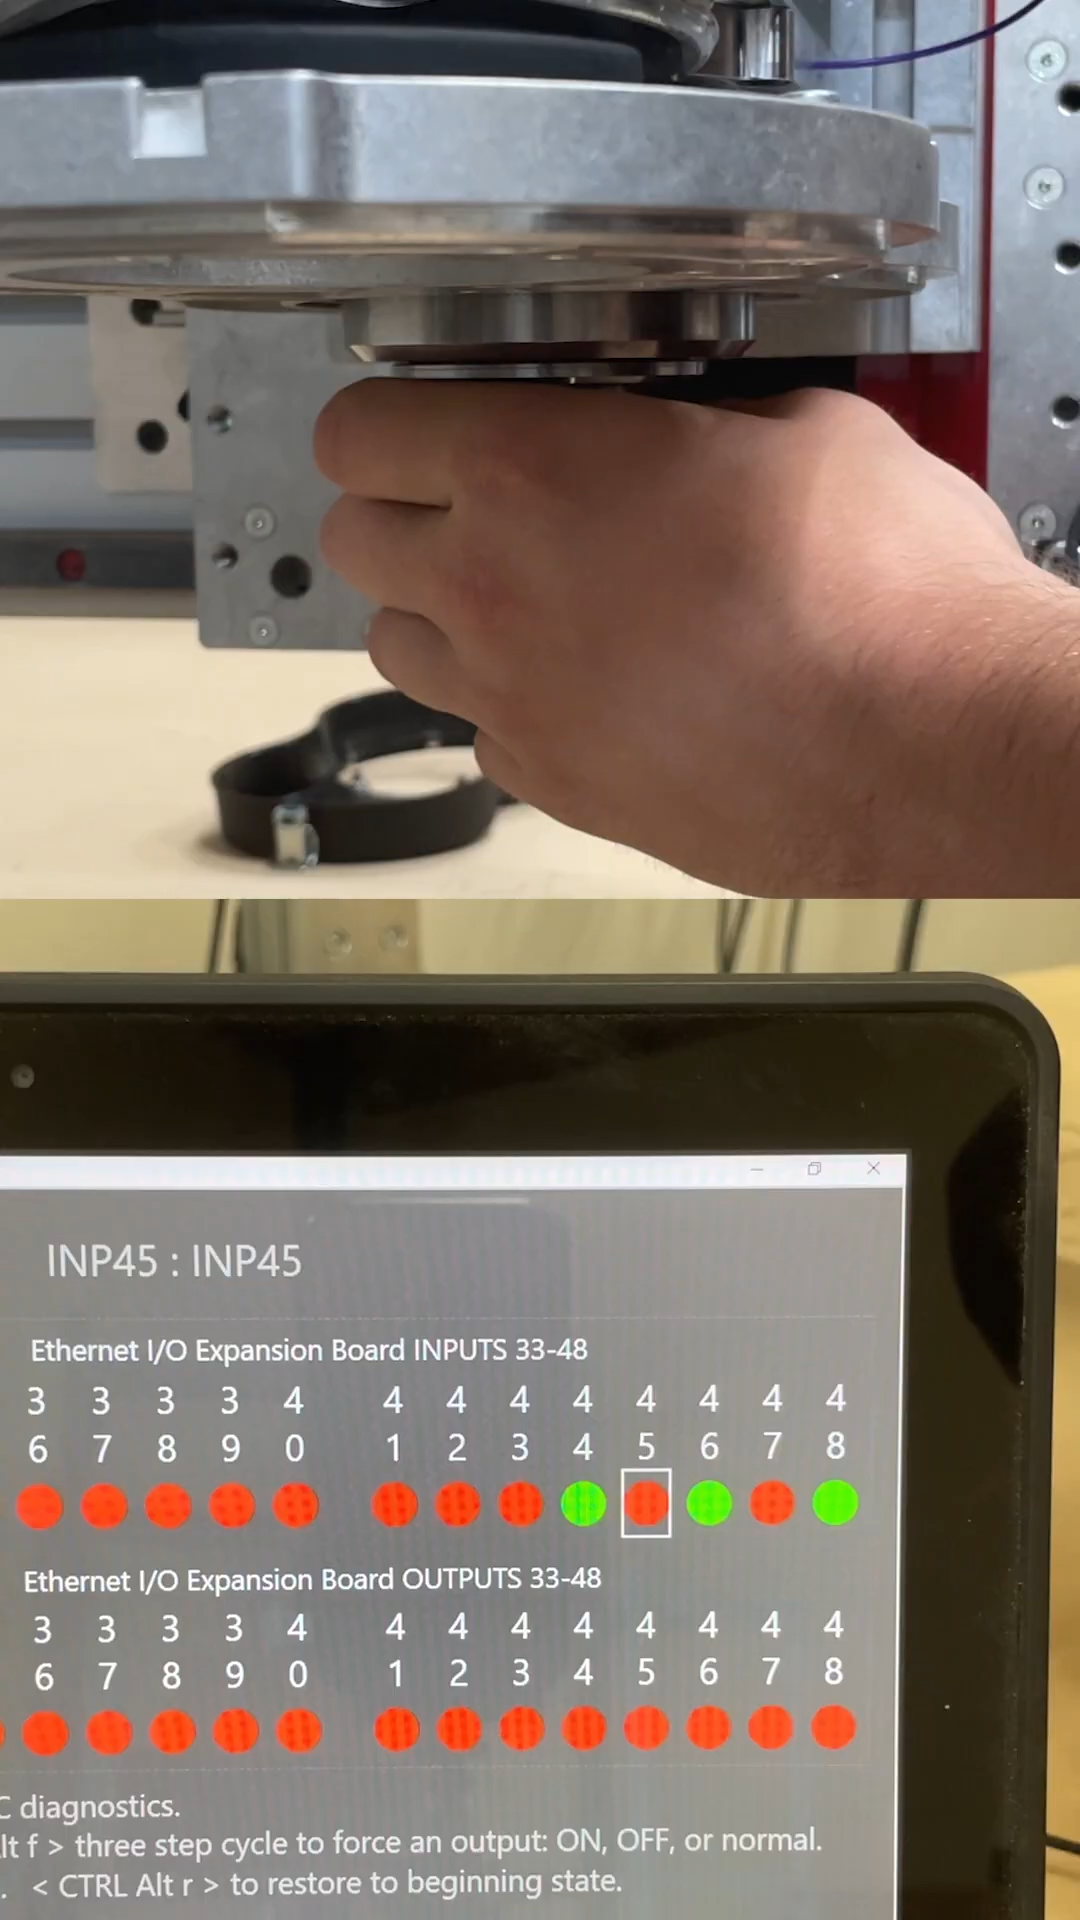 INP45 : INP45
Ethernet I/O Expansion Board INPUTS 33-48
3 3 3 3 4 4 4 4 4 4 4 4 4
6 7 8 9 0 1 2 3 4 5 6 7 8
Ethernet I/O Expansion Board OUTPUTS 33-48
3 3 3 3 4 4 4 4 4 4 4 4 4
6 7 8 9 0 1 2 3 4 5 6 7 8
C diagnostics.
lt f > three step cycle to force an output: ON, OFF, or normal.
. < CTRL Alt r > to restore to beginning state.